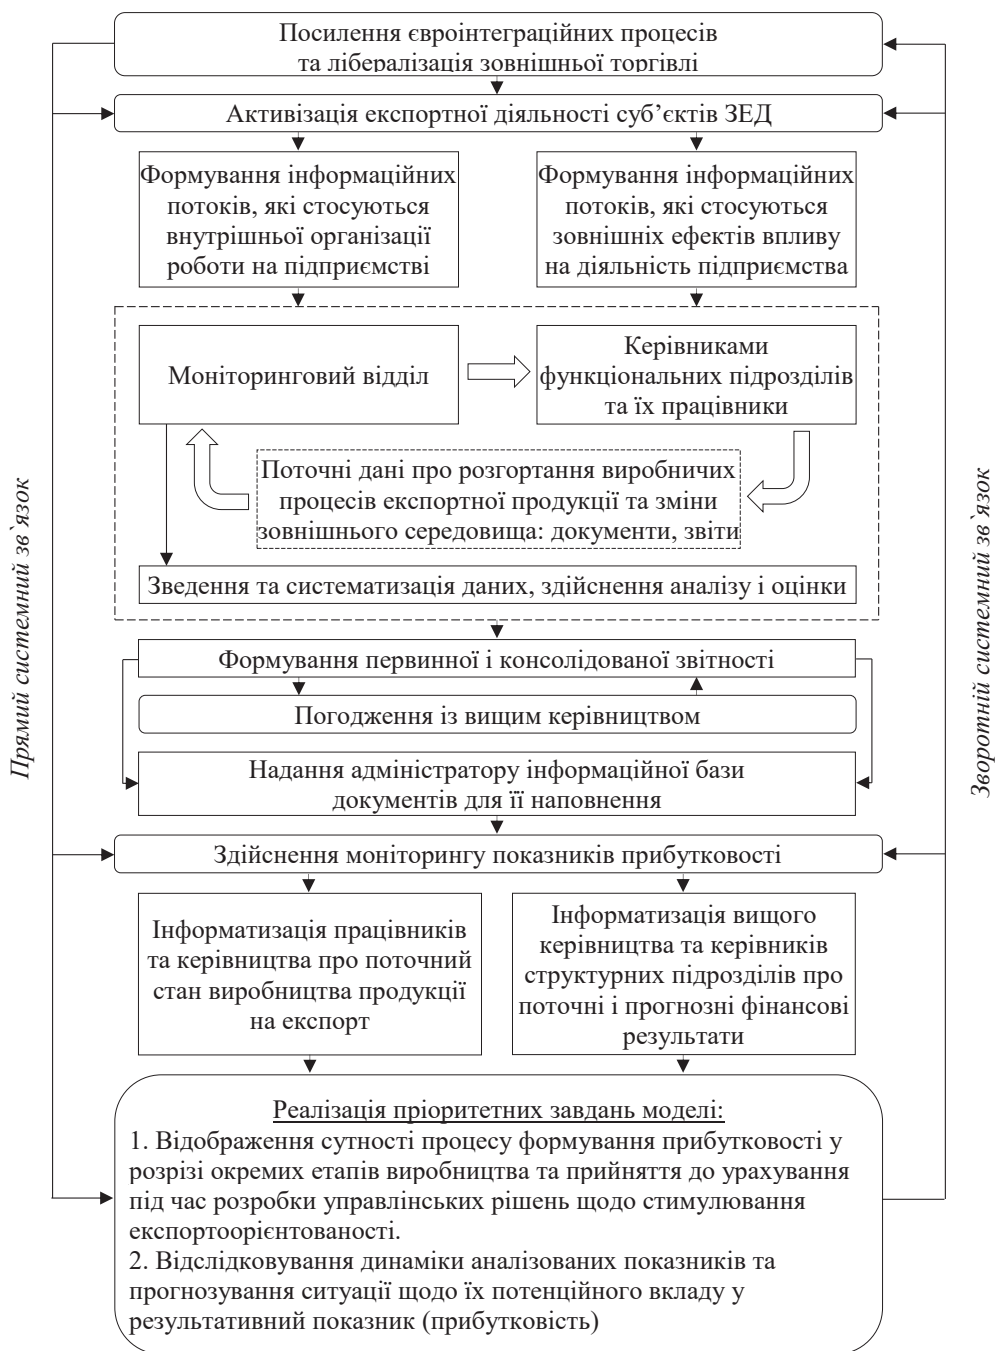 Посилення євроінтеграційних процесів
та лібералізація зовнішньої торгівлі
Активізація експортної діяльності суб’єктів ЗЕД
Формування інформаційних
потоків, які стосуються
внутрішньої організації
роботи на підприємстві
Формування інформаційних
потоків, які стосуються
зовнішніх ефектів впливу
на діяльність підприємства
Моніторинговий відділ
Керівниками
функціональних підрозділів
та їх працівники
Поточні дані про розгортання виробничих
процесів експортної продукції та зміни
зовнішнього середовища: документи, звіти
Зведення та систематизація даних, здійснення аналізу і оцінки
Формування первинної і консолідованої звітності
Погодження із вищим керівництвом
Надання адміністратору інформаційної бази
документів для її наповнення
Здійснення моніторингу показників прибутковості
Інформатизація працівників
та керівництва про поточний
стан виробництва продукції
на експорт
Інформатизація вищого
керівництва та керівників
структурних підрозділів про
поточні і прогнозні фінансові
результати
Реалізація пріоритетних завдань моделі:
1. Відображення сутності процесу формування прибутковості у
розрізі окремих етапів виробництва та прийняття до урахування
під час розробки управлінських рішень щодо стимулювання
експортоорієнтованості.
2. Відслідковування динаміки аналізованих показників та
прогнозування ситуації щодо їх потенційного вкладу у
результативний показник (прибутковість)
Прямий системний зв`язок
Зворотній системний зв`язок